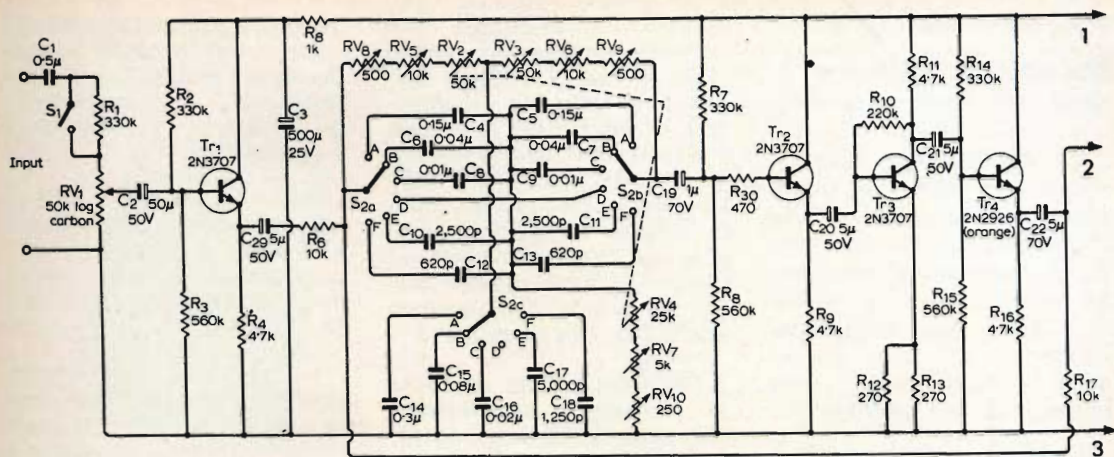 C1
0·5μ
S1
R1
330k
Input
RV1
50k log
carbon
C2
50μ
50V
R2
330k
Tr1
2N3707
R3
560k
R4
4·7k
C29
5μ
50V
R8
1k
C3
500μ
25V
R6
10k
RV8
500
RV5
10k
RV2
50k
RV3
50k
RV6
10k
RV9
500
0·15μ
C4
C5
0·15μ
C6
0·04μ
0·04μ
C7
0·01μ
C8
C9
0·01μ
A
B
C
D
E
F
S2a
A
B
C
D
E
F
S2b
C10
2,500p
2,500p
C11
620p
C12
C13
620p
S2c
A
B
C
D
E
F
C14
0·3μ
C15
0·08μ
C16
0·02μ
C17
5,000p
C18
1,250p
RV4
25k
RV7
5k
RV10
250
C19
1μ
70V
R7
330k
R8
560k
R30
470
Tr2
2N3707
R9
4·7k
C20
5μ
50V
R10
220k
R11
4·7k
Tr3
2N3707
R12
270
R13
270
C21
5μ
50V
R14
330k
R15
560k
Tr4
2N2926
(orange)
R16
4·7k
C22
5μ
70V
R17
10k
1
2
3